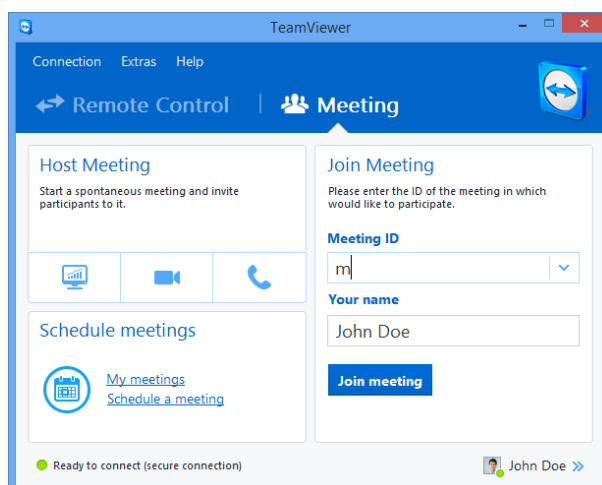 TeamViewer
Connection Extras Help
Remote Control Meeting
Host Meeting
Start a spontaneous meeting and invite
participants to it.
Schedule meetings
My meetings
Schedule a meeting
Join Meeting
Please enter the ID of the meeting in which
would like to participate.
Meeting ID
m
Your name
John Doe
Join meeting
Ready to connect (secure connection)
John Doe